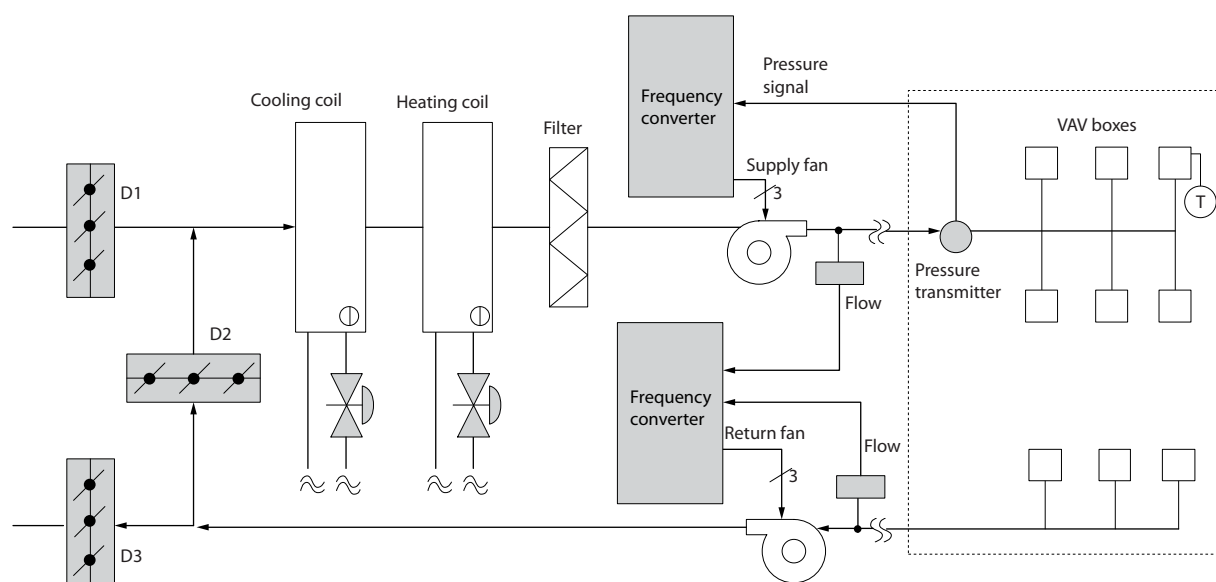 Pressure
signal
Cooling coil
Heating coil
Frequency
converter
Filter
VAV boxes
Supply fan
3
D1
T
Pressure
transmitter
Flow
D2
Frequency
converter
Return fan
Flow
3
D3